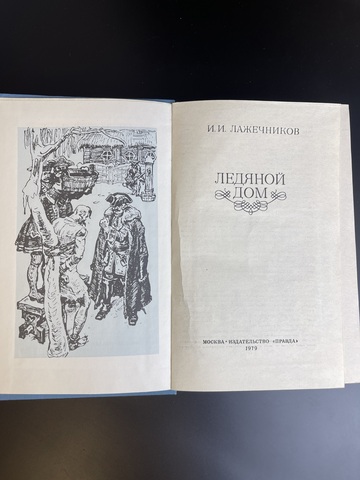 И. И. ЛАЖЕЧНИКОВ
ЛЕДЯНОЙ
ДОМ
МОСКВА · ИЗДАТЕЛЬСТВО «ПРАВДА»
1979